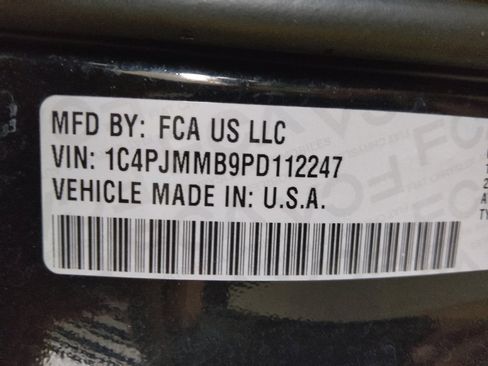 MFD BY: FCA US LLC
VIN: 1C4PJMMB9PD112247
VEHICLE MADE IN: U.S.A.